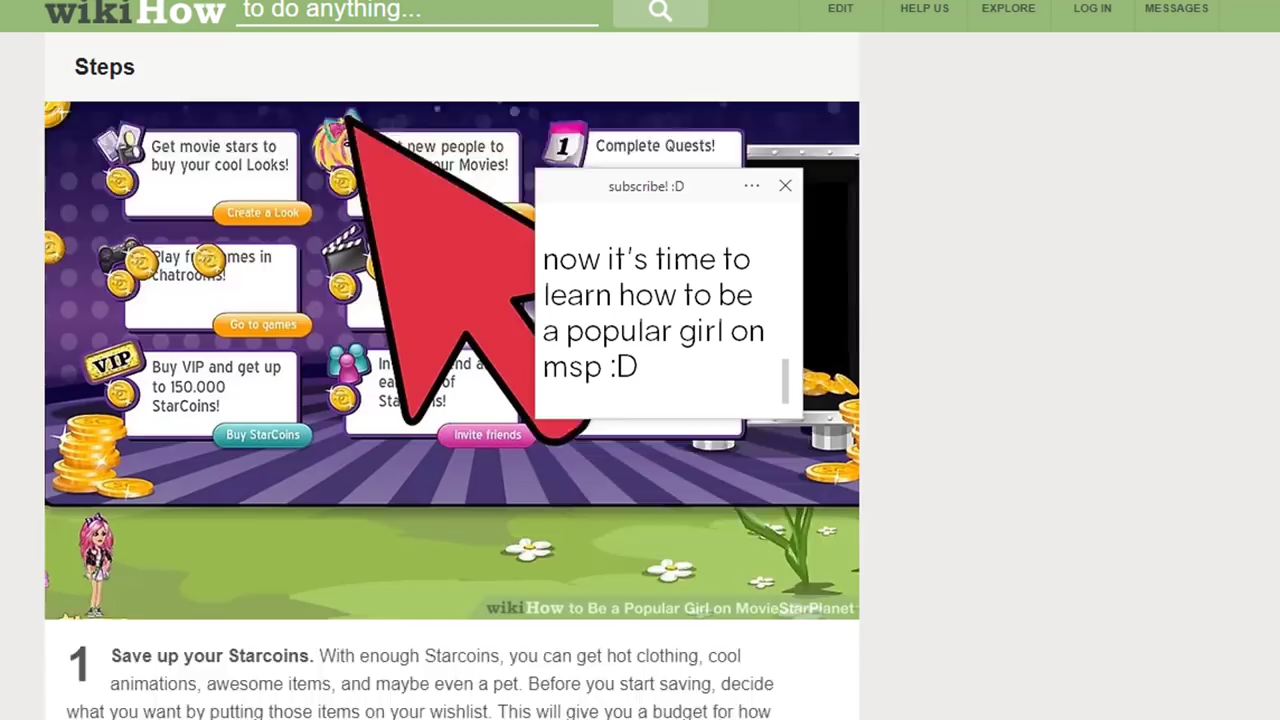 wikiHow to do anything...
EDIT HELP US EXPLORE LOG IN MESSAGES
Steps
Get movie stars to
buy your cool Looks!
Create a Look
new people to
our Movies!
Complete Quests!
Play f mes in
chatrooms!
Go to games
VIP
Buy VIP and get up
to 150.000
StarCoins!
Buy StarCoins
Invite friends
1
subscribe! :D
now it's time to
learn how to be
a popular girl on
msp :D
wikiHow to Be a Popular Girl on MovieStarPlanet
1 Save up your Starcoins. With enough Starcoins, you can get hot clothing, cool
animations, awesome items, and maybe even a pet. Before you start saving, decide
what you want by putting those items on your wishlist. This will give you a budget for how